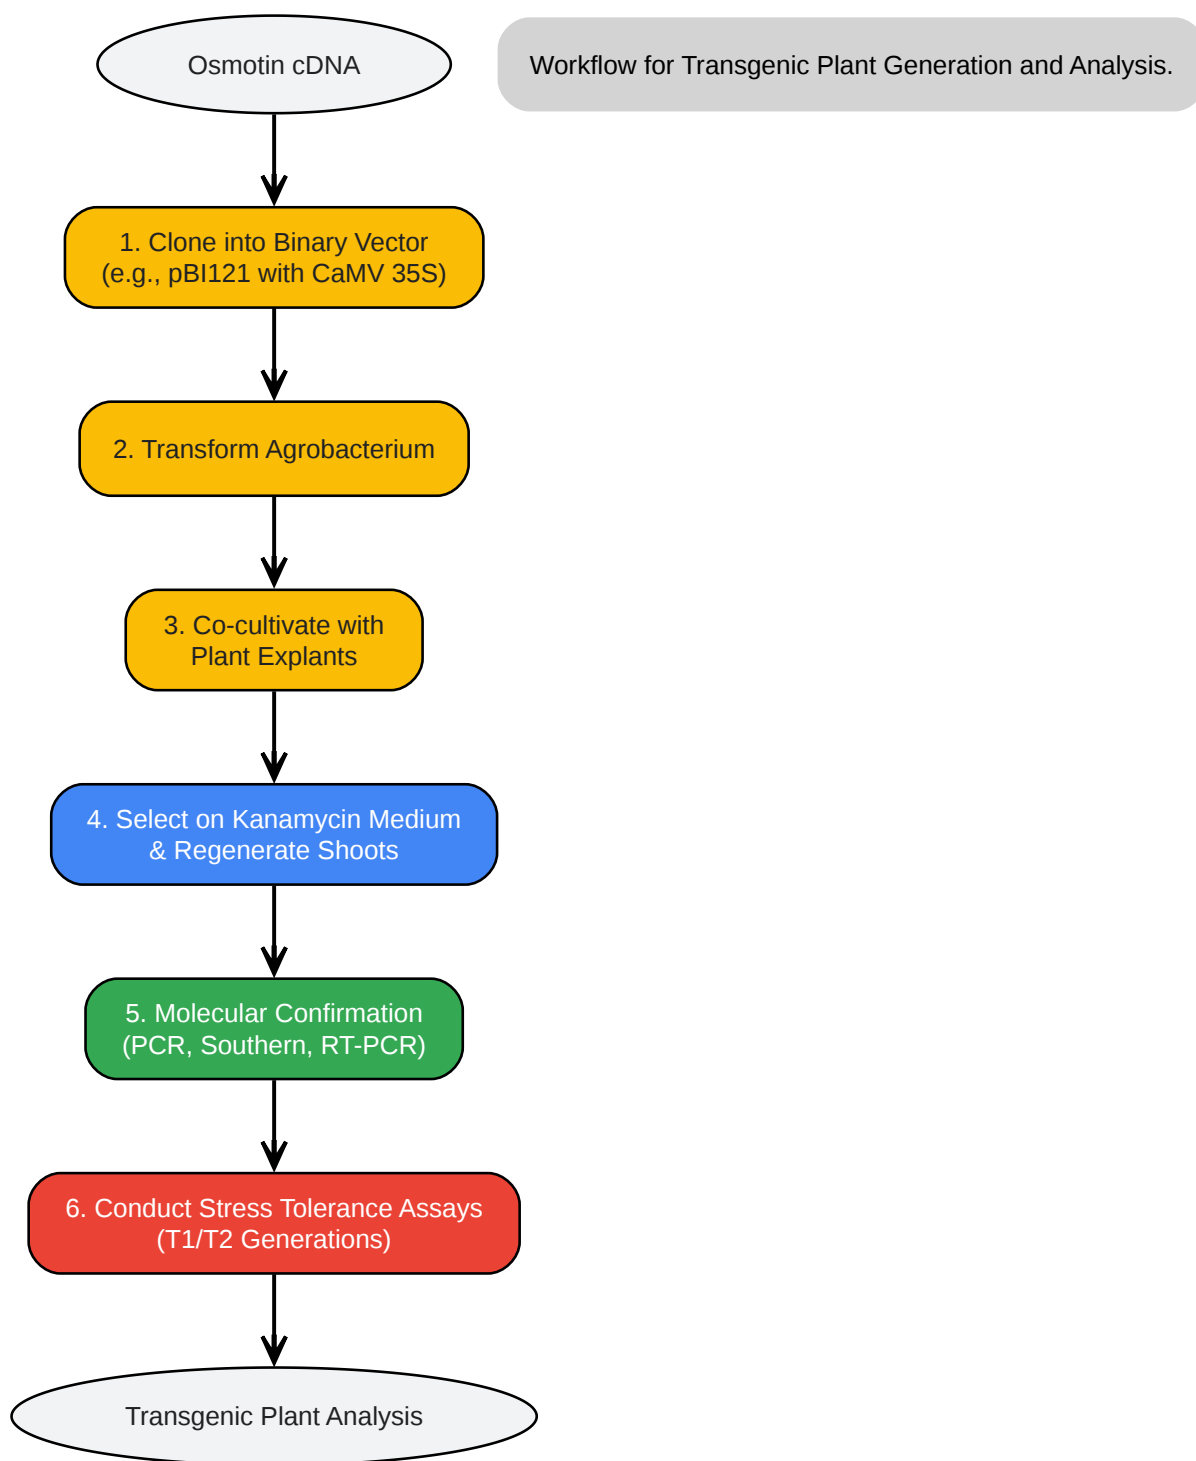 Osmotin cDNA
Workflow for Transgenic Plant Generation and Analysis.
1. Clone into Binary Vector
(e.g., pBI121 with CaMV 35S)
2. Transform Agrobacterium
3. Co-cultivate with
Plant Explants
4. Select on Kanamycin Medium
& Regenerate Shoots
5. Molecular Confirmation
(PCR, Southern, RT-PCR)
6. Conduct Stress Tolerance Assays
(T1/T2 Generations)
Transgenic Plant Analysis